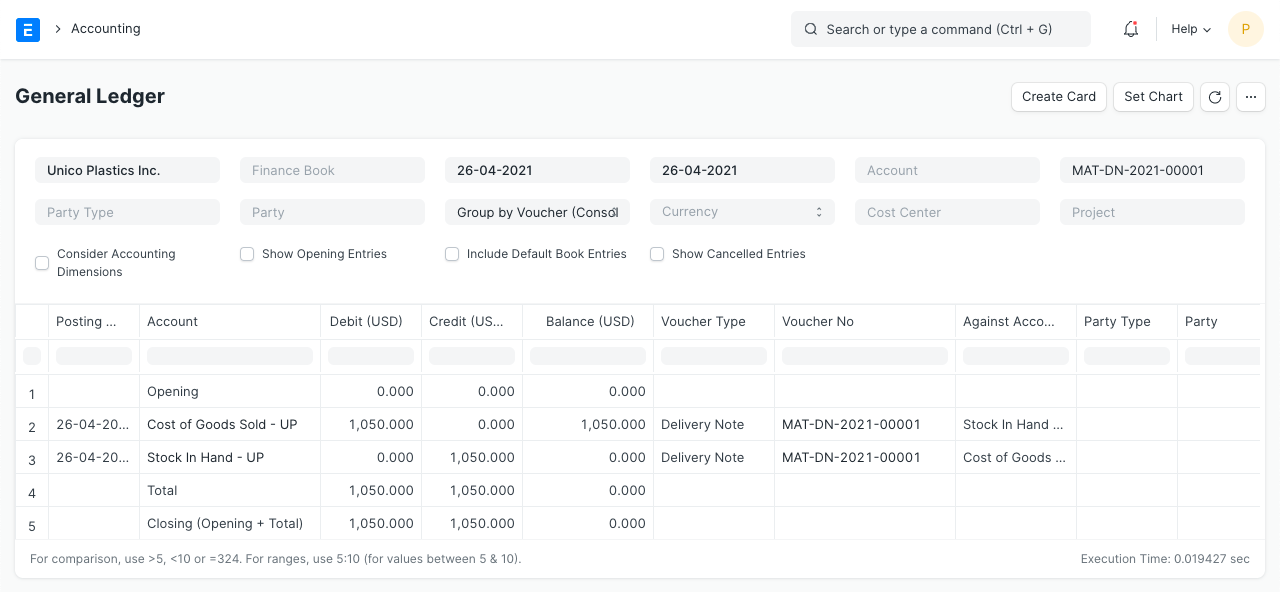 E > Accounting Search or type a command (Ctrl + G) Help P
General Ledger Create Card Set Chart ...
Unico Plastics Inc. Finance Book 26-04-2021 26-04-2021 Account MAT-DN-2021-00001
Party Type Party Group by Voucher (Consol Currency Cost Center Project
Consider Accounting Dimensions Show Opening Entries Include Default Book Entries Show Cancelled Entries
Posting ... Account Debit (USD) Credit (US... Balance (USD) Voucher Type Voucher No Against Acco... Party Type Party
1 Opening 0.000 0.000 0.000
2 26-04-20... Cost of Goods Sold - UP 1,050.000 0.000 1,050.000 Delivery Note MAT-DN-2021-00001 Stock In Hand ...
3 26-04-20... Stock In Hand - UP 0.000 1,050.000 0.000 Delivery Note MAT-DN-2021-00001 Cost of Goods ...
4 Total 1,050.000 1,050.000 0.000
5 Closing (Opening + Total) 1,050.000 1,050.000 0.000
For comparison, use >5, <10 or =324. For ranges, use 5:10 (for values between 5 & 10). Execution Time: 0.019427 sec